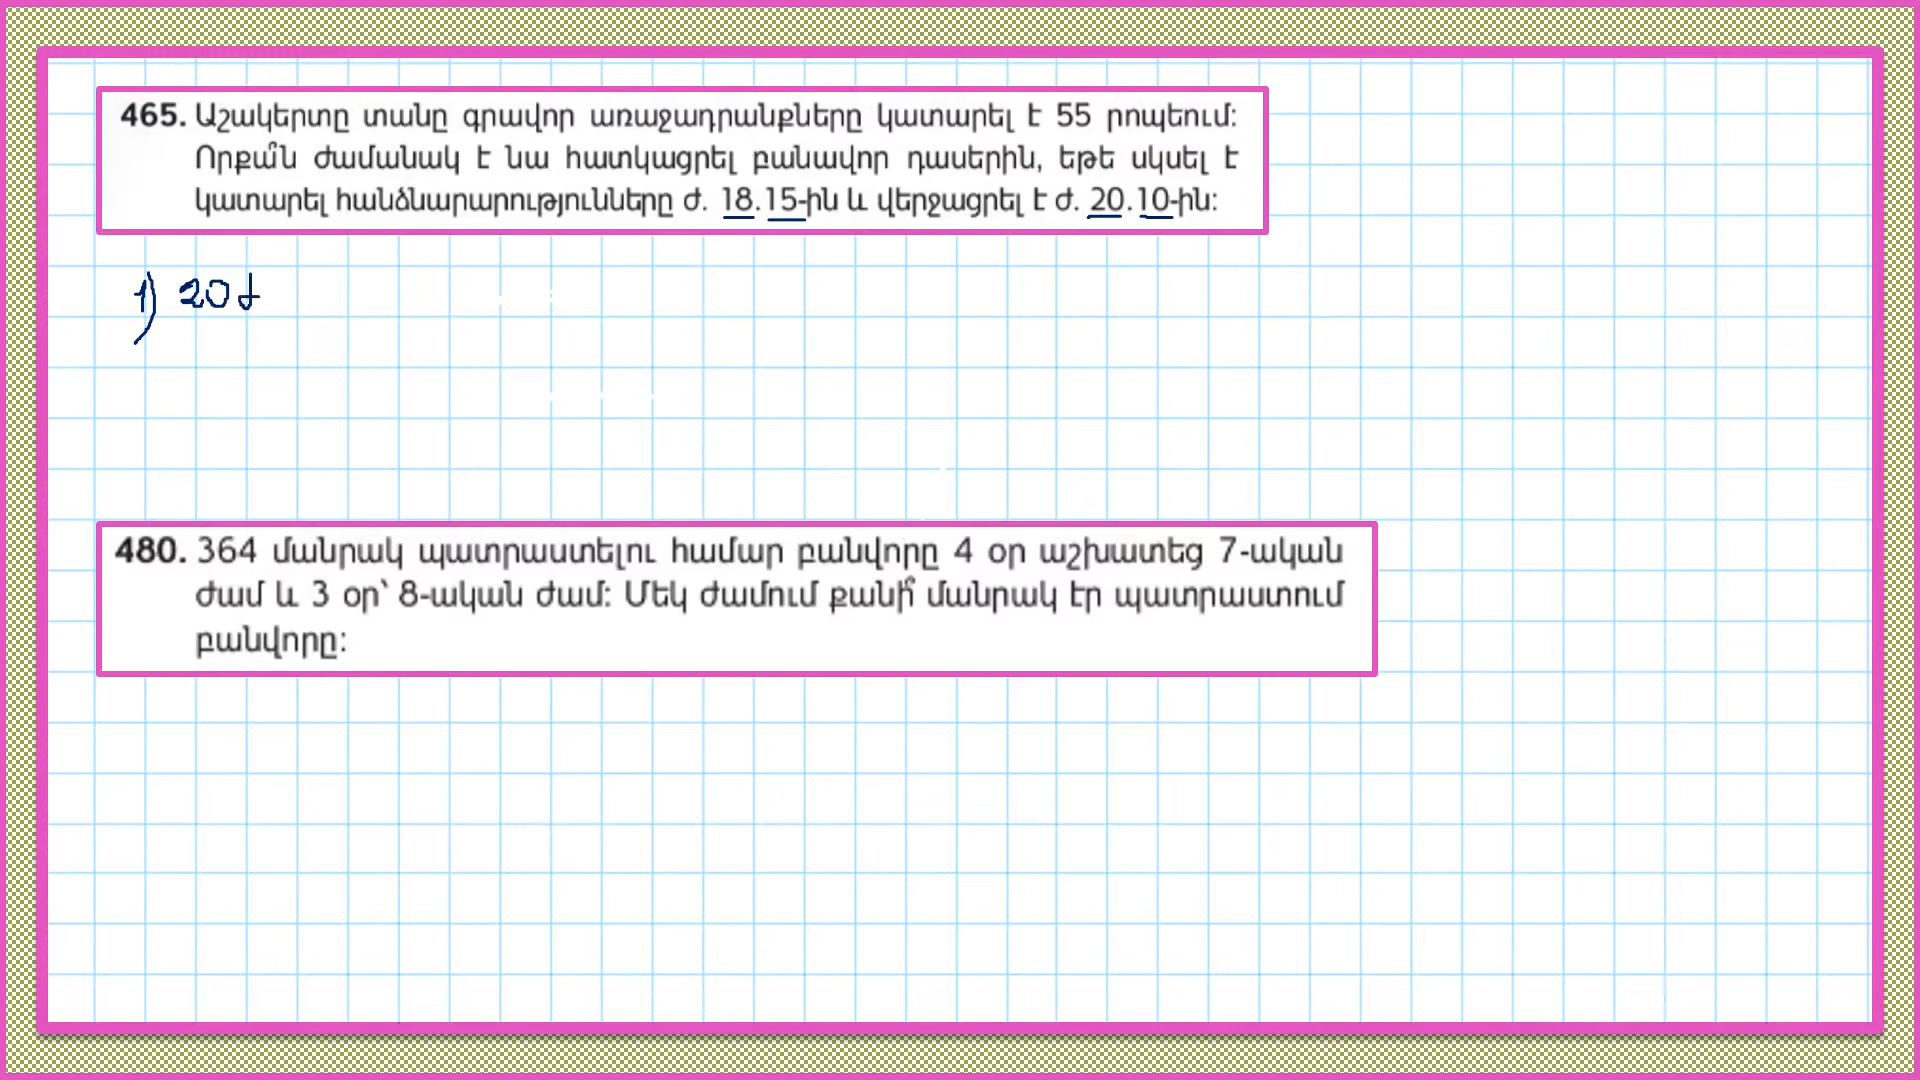 465. Աշակերտը տանը գրավոր առաջադրանքները կատարել է 55 րոպեում:
Որքա՞ն ժամանակ է նա հատկացրել բանավոր դասերին, եթե սկսել է
կատարել հանձնարարությունները ժ. 18.15-ին և վերջացրել է ժ. 20.10-ին:
1) 20ժ
480. 364 մանրակ պատրաստելու համար բանվորը 4 օր աշխատեց 7-ական
ժամ և 3 օր՝ 8-ական ժամ: Մեկ ժամում քանի՞ մանրակ էր պատրաստում
բանվորը: